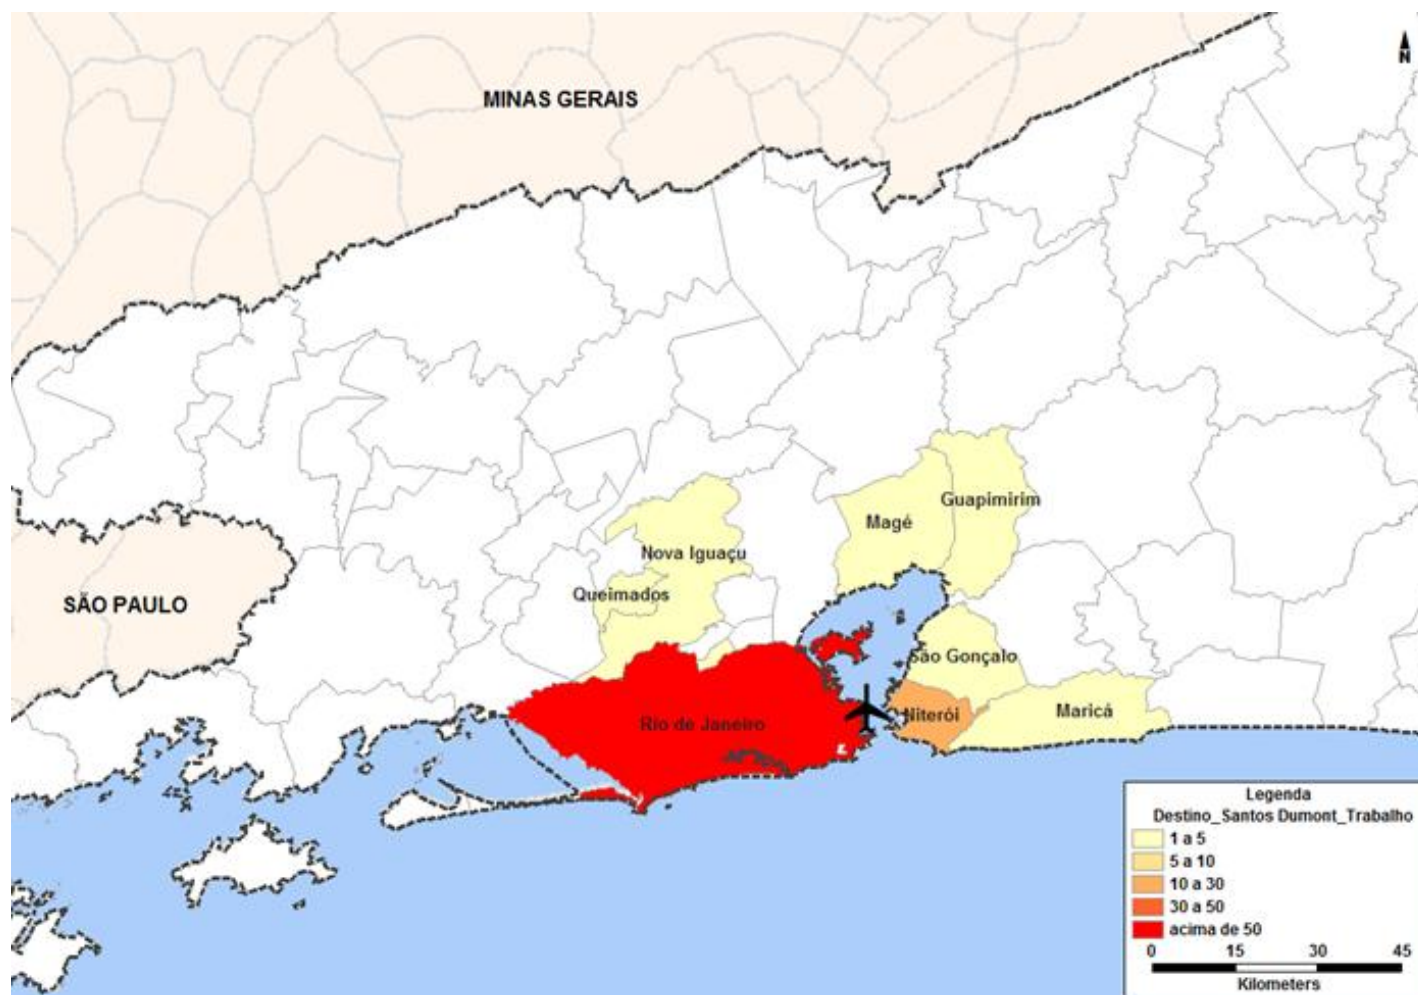 N
MINAS GERAIS
Guapimirim
Magé
Nova Iguaçu
Queimados
SÃO PAULO
São Gonçalo
Rio de Janeiro
Niterói
Maricá
Legenda
Destino_Santos Dumont_Trabalho
1 a 5
5 a 10
10 a 30
30 a 50
acima de 50
0 15 30 45
Kilometers